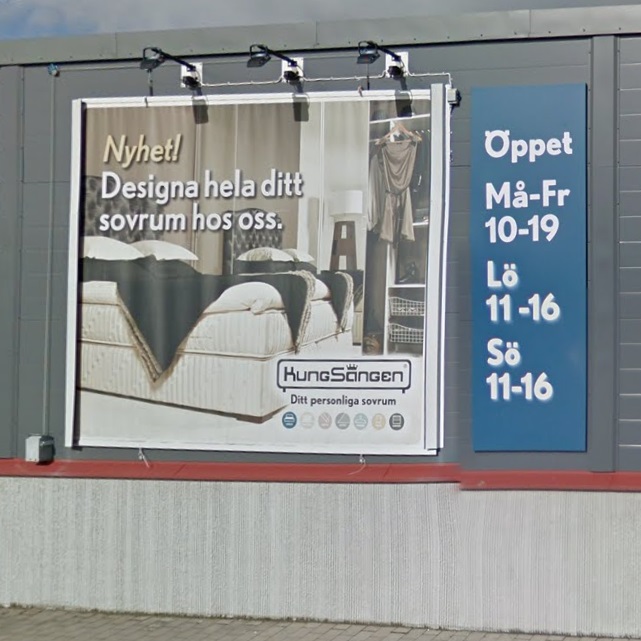 Nyhet!
Designa hela ditt
sovrum hos oss.
KungSängen
Ditt personliga sovrum
Öppet
Må-Fr
10-19
Lö
11-16
Sö
11-16